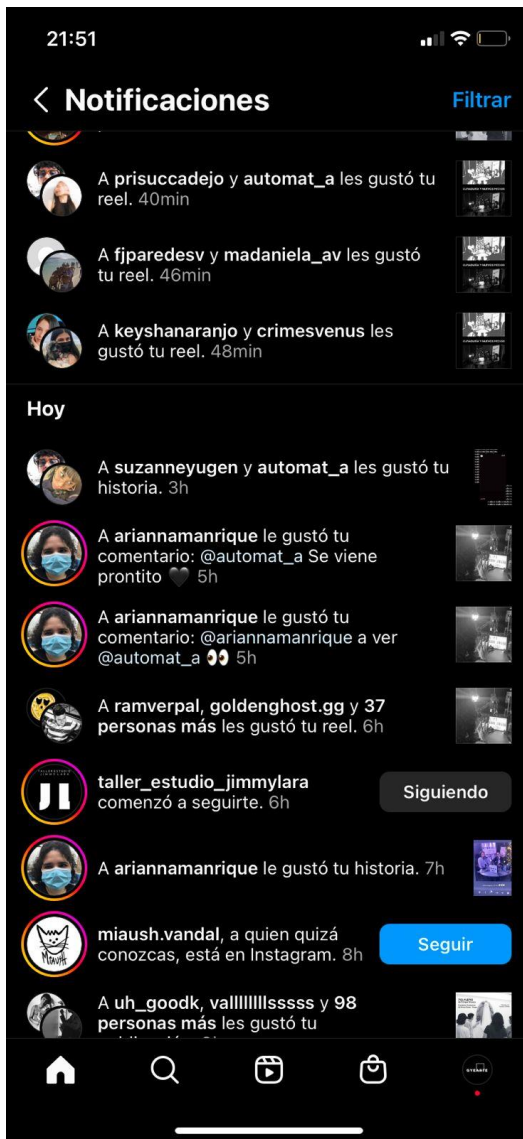 21:51
Notificaciones
Filtrar
A prisuccadejo y automat_a les gustó tu
reel. 40min
A fjparedesv y madaniela_av les gustó
tu reel. 46min
A keyshanaranjo y crimesvenus les
gustó tu reel. 48min
Hoy
A suzanneyugen y automat_a les gustó tu
historia. 3h
A ariannamanrique le gustó tu
comentario: @automat_a Se viene
prontito 🖤 5h
A ariannamanrique le gustó tu
comentario: @ariannamanrique a ver
@automat_a 👀 5h
A ramverpal, goldenghost.gg y 37
personas más les gustó tu reel. 6h
taller_estudio_jimmylara
comenzó a seguirte. 6h
Siguiendo
A ariannamanrique le gustó tu historia. 7h
miaush.vandal, a quien quizá
conozcas, está en Instagram. 8h
Seguir
A uh_goodk, vallllllllsssss y 98
personas más les gustó tu